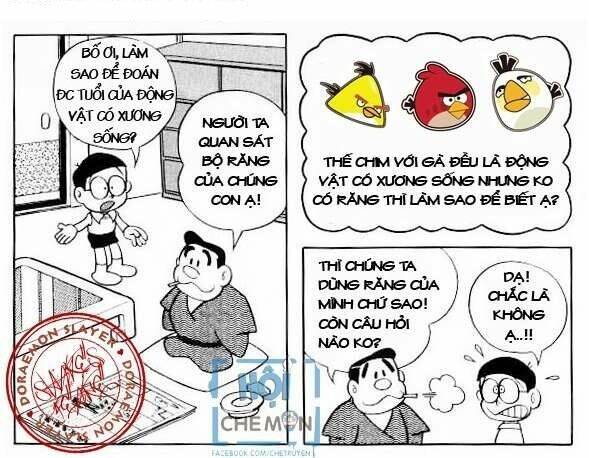 BỐ ƠI, LÀM
SAO ĐỂ ĐOÁN
ĐC TUỔI CỦA ĐỘNG
VẬT CÓ XƯƠNG
SỐNG?
NGƯỜI TA
QUAN SÁT
BỘ RĂNG
CỦA CHÚNG
CON Ạ!
THẾ CHIM VỚI GÀ ĐỀU LÀ ĐỘNG
VẬT CÓ XƯƠNG SỐNG NHƯNG KO
CÓ RĂNG THÌ LÀM SAO ĐỂ BIẾT Ạ?
THÌ CHÚNG TA
DÙNG RĂNG CỦA
MÌNH CHỨ SAO!
CÒN CÂU HỎI
NÀO KO?
DẠ!
CHẮC LÀ
KHÔNG
Ạ..!!
DORAEMON SLAYER
DORAEMON SLAYER
HỘI
CHẾ MÔN
FACEBOOK.COM/CHETRUYEN